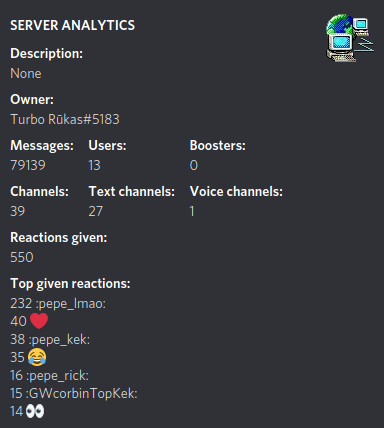 SERVER ANALYTICS
Description:
None
Owner:
Turbo Rūkas#5183
Messages: Users: Boosters:
79139 13 0
Channels: Text channels: Voice channels:
39 27 1
Reactions given:
550
Top given reactions:
232 :pepe_lmao:
40 ❤️
38 :pepe_kek:
35 😂
16 :pepe_rick:
15 :GWcorbinTopKek:
14 👀